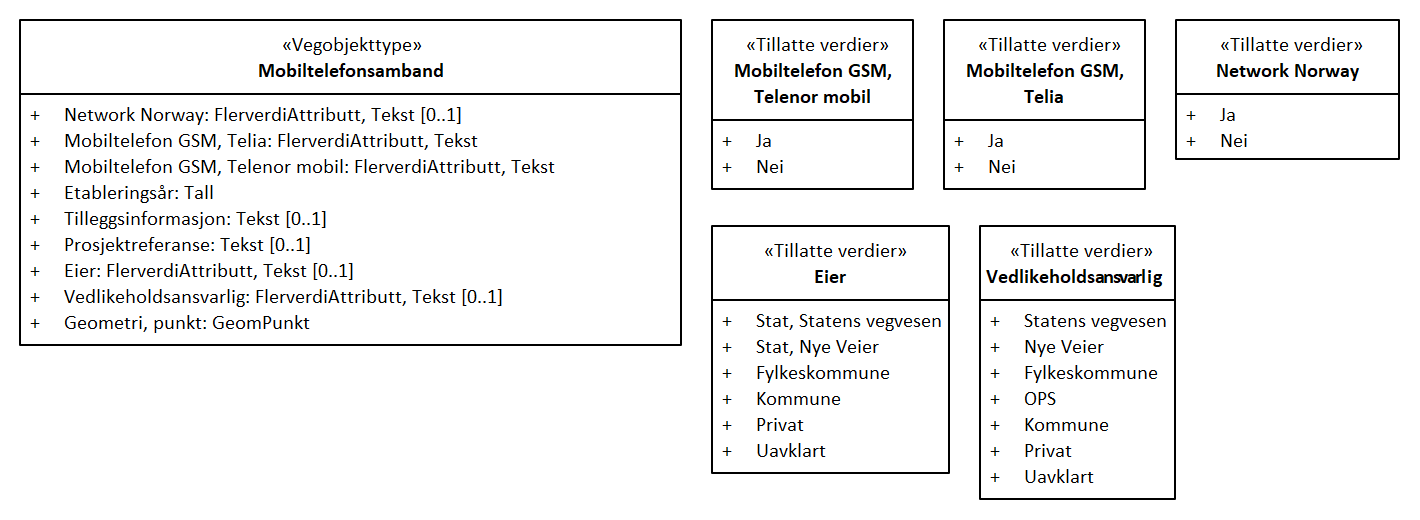 «Vegobjekttype»
Mobiltelefonsamband
+ Network Norway: FlerverdiAttributt, Tekst [0..1]
+ Mobiltelefon GSM, Telia: FlerverdiAttributt, Tekst
+ Mobiltelefon GSM, Telenor mobil: FlerverdiAttributt, Tekst
+ Etableringsår: Tall
+ Tilleggsinformasjon: Tekst [0..1]
+ Prosjektreferanse: Tekst [0..1]
+ Eier: FlerverdiAttributt, Tekst [0..1]
+ Vedlikeholdsansvarlig: FlerverdiAttributt, Tekst [0..1]
+ Geometri, punkt: GeomPunkt
«Tillatte verdier»
Mobiltelefon GSM,
Telenor mobil
+ Ja
+ Nei
«Tillatte verdier»
Mobiltelefon GSM,
Telia
+ Ja
+ Nei
«Tillatte verdier»
Network Norway
+ Ja
+ Nei
«Tillatte verdier»
Eier
+ Stat, Statens vegvesen
+ Stat, Nye Veier
+ Fylkeskommune
+ Kommune
+ Privat
+ Uavklart
«Tillatte verdier»
Vedlikeholdsansvarlig
+ Statens vegvesen
+ Nye Veier
+ Fylkeskommune
+ OPS
+ Kommune
+ Privat
+ Uavklart